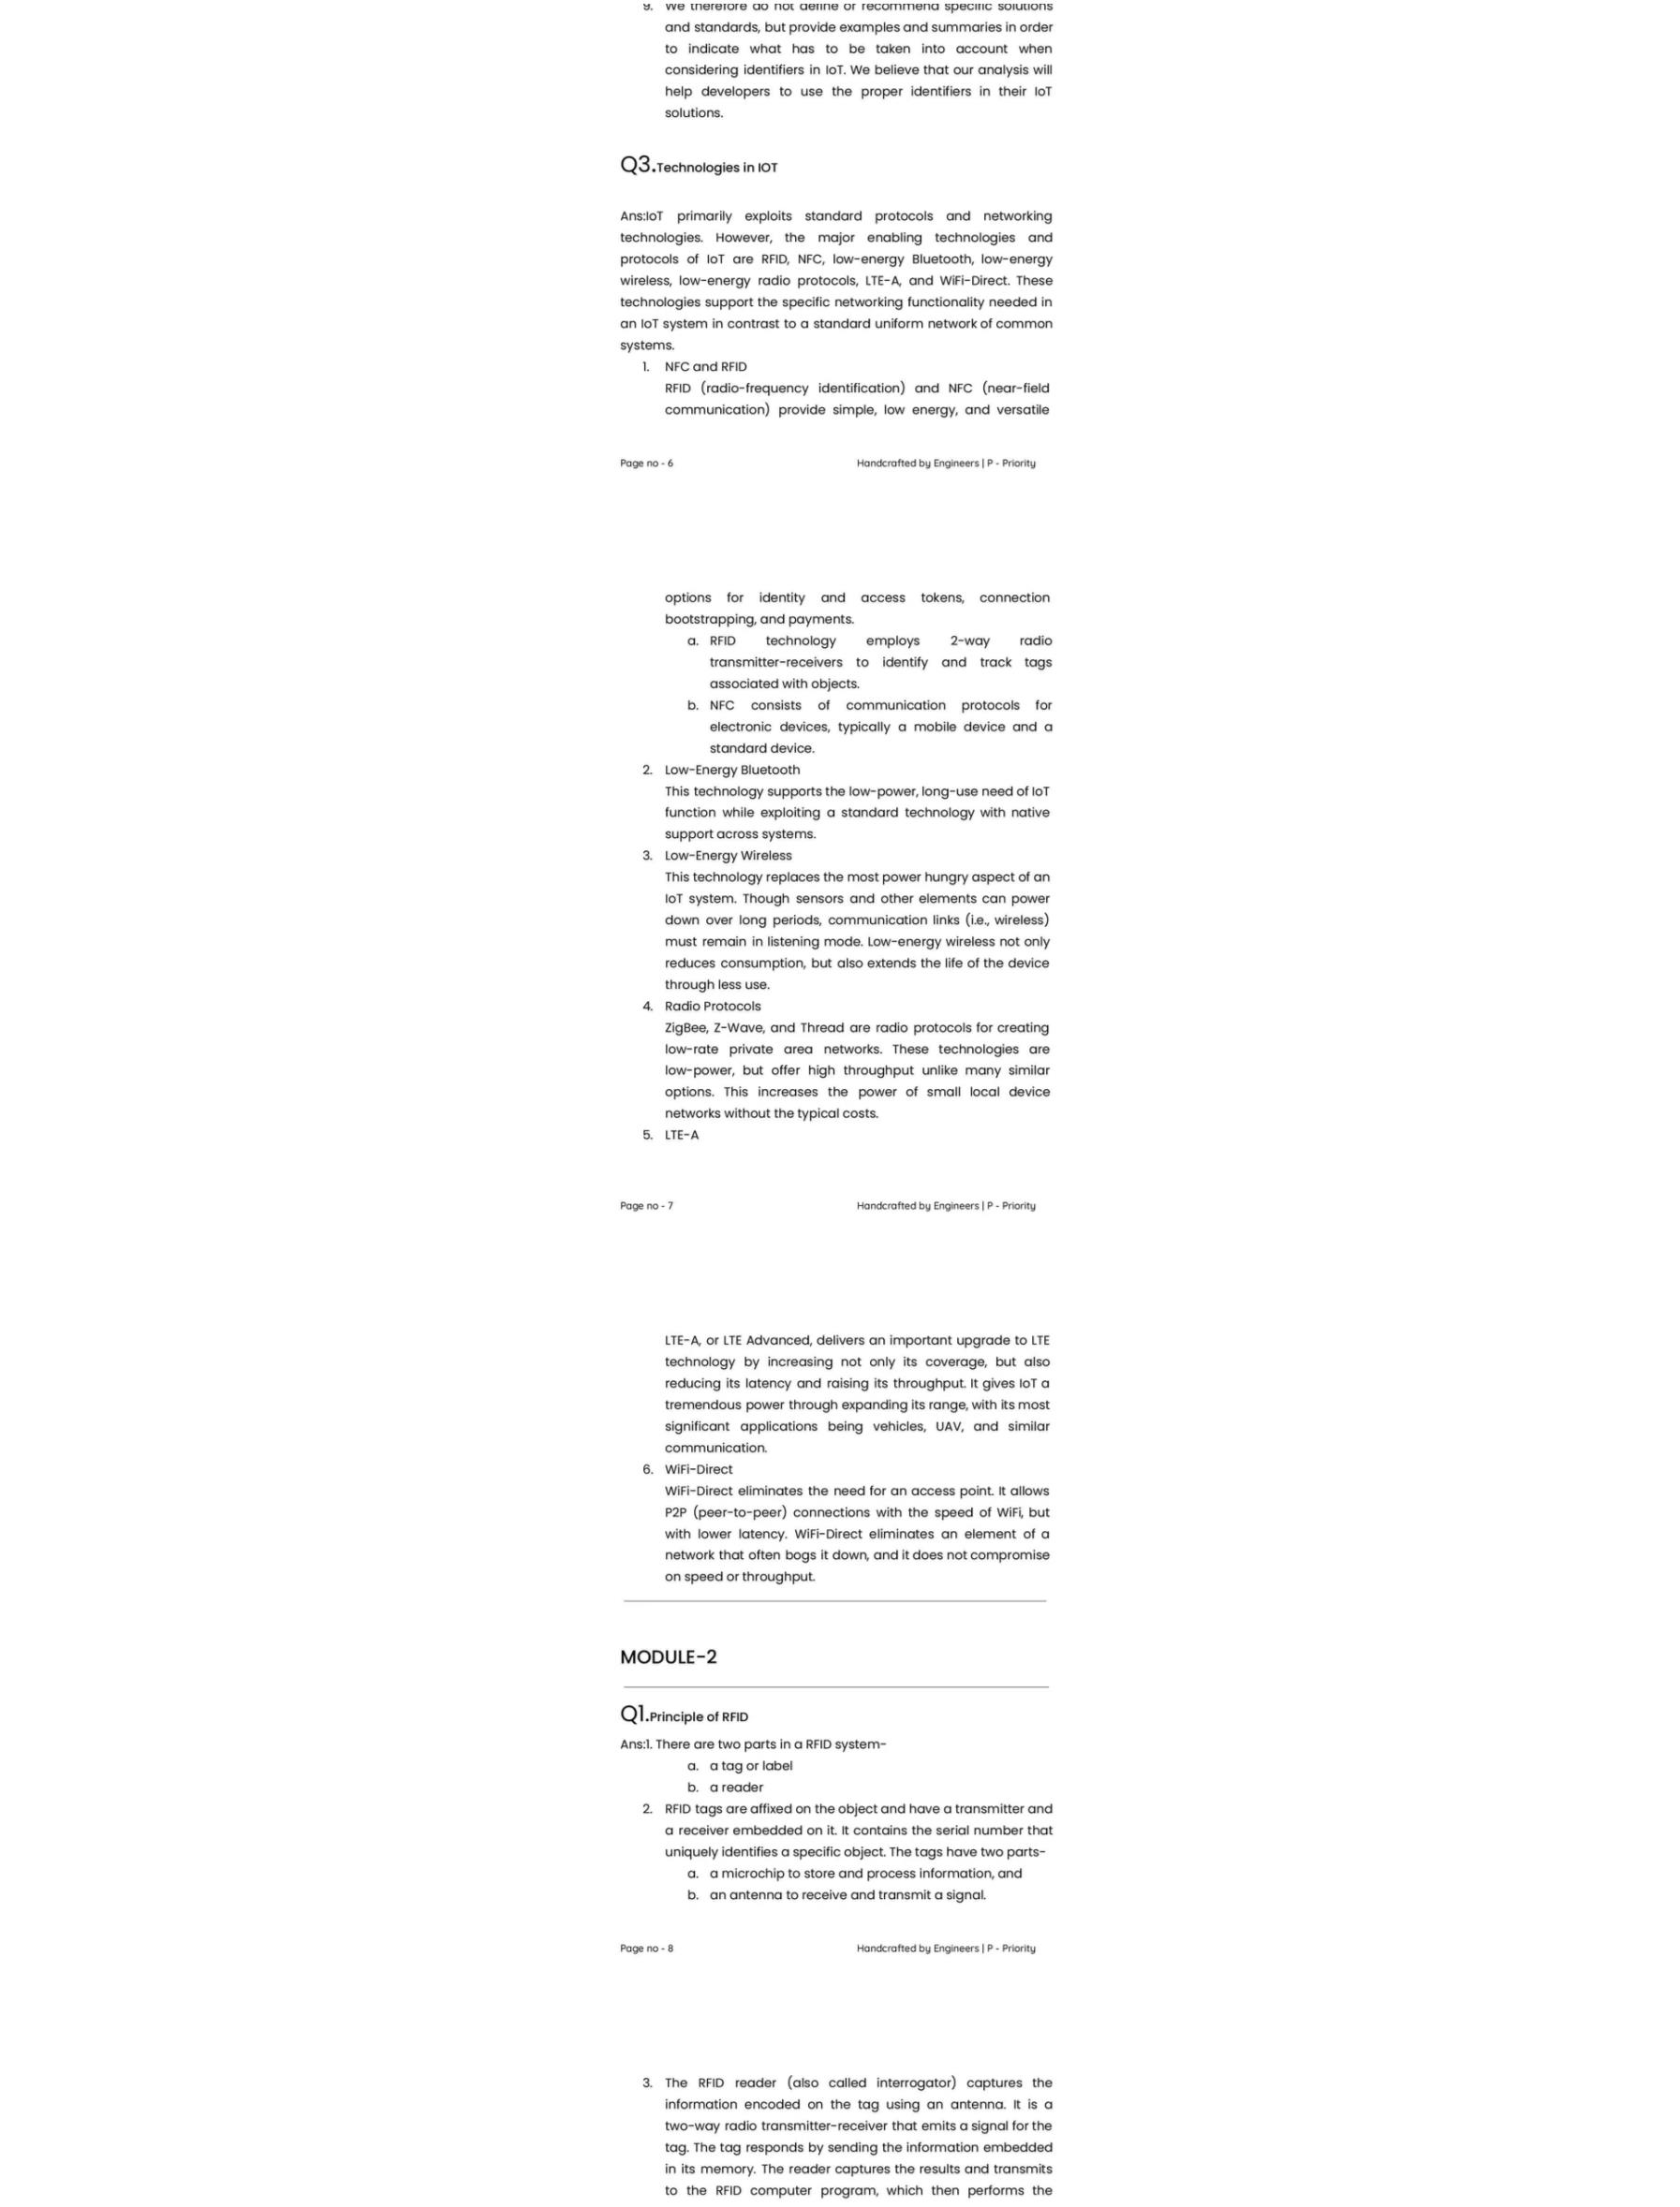 9. We therefore do not define or recommend specific solutions
and standards, but provide examples and summaries in order
to indicate what has to be taken into account when
considering identifiers in IoT. We believe that our analysis will
help developers to use the proper identifiers in their IoT
solutions.
Q3.Technologies in IOT
Ans:IoT primarily exploits standard protocols and networking
technologies. However, the major enabling technologies and
protocols of IoT are RFID, NFC, low-energy Bluetooth, low-energy
wireless, low-energy radio protocols, LTE-A, and WiFi-Direct. These
technologies support the specific networking functionality needed in
an IoT system in contrast to a standard uniform network of common
systems.
1. NFC and RFID
RFID (radio-frequency identification) and NFC (near-field
communication) provide simple, low energy, and versatile
Page no - 6 Handcrafted by Engineers | P - Priority
options for identity and access tokens, connection
bootstrapping, and payments.
a. RFID technology employs 2-way radio
transmitter-receivers to identify and track tags
associated with objects.
b. NFC consists of communication protocols for
electronic devices, typically a mobile device and a
standard device.
2. Low-Energy Bluetooth
This technology supports the low-power, long-use need of IoT
function while exploiting a standard technology with native
support across systems.
3. Low-Energy Wireless
This technology replaces the most power hungry aspect of an
IoT system. Though sensors and other elements can power
down over long periods, communication links (i.e., wireless)
must remain in listening mode. Low-energy wireless not only
reduces consumption, but also extends the life of the device
through less use.
4. Radio Protocols
ZigBee, Z-Wave, and Thread are radio protocols for creating
low-rate private area networks. These technologies are
low-power, but offer high throughput unlike many similar
options. This increases the power of small local device
networks without the typical costs.
5. LTE-A
Page no - 7 Handcrafted by Engineers | P - Priority
LTE-A, or LTE Advanced, delivers an important upgrade to LTE
technology by increasing not only its coverage, but also
reducing its latency and raising its throughput. It gives IoT a
tremendous power through expanding its range, with its most
significant applications being vehicles, UAV, and similar
communication.
6. WiFi-Direct
WiFi-Direct eliminates the need for an access point. It allows
P2P (peer-to-peer) connections with the speed of WiFi, but
with lower latency. WiFi-Direct eliminates an element of a
network that often bogs it down, and it does not compromise
on speed or throughput.
MODULE-2
Q1.Principle of RFID
Ans:1. There are two parts in a RFID system-
a. a tag or label
b. a reader
2. RFID tags are affixed on the object and have a transmitter and
a receiver embedded on it. It contains the serial number that
uniquely identifies a specific object. The tags have two parts-
a. a microchip to store and process information, and
b. an antenna to receive and transmit a signal.
Page no - 8 Handcrafted by Engineers | P - Priority
3. The RFID reader (also called interrogator) captures the
information encoded on the tag using an antenna. It is a
two-way radio transmitter-receiver that emits a signal for the
tag. The tag responds by sending the information embedded
in its memory. The reader captures the results and transmits
to the RFID computer program, which then performs the